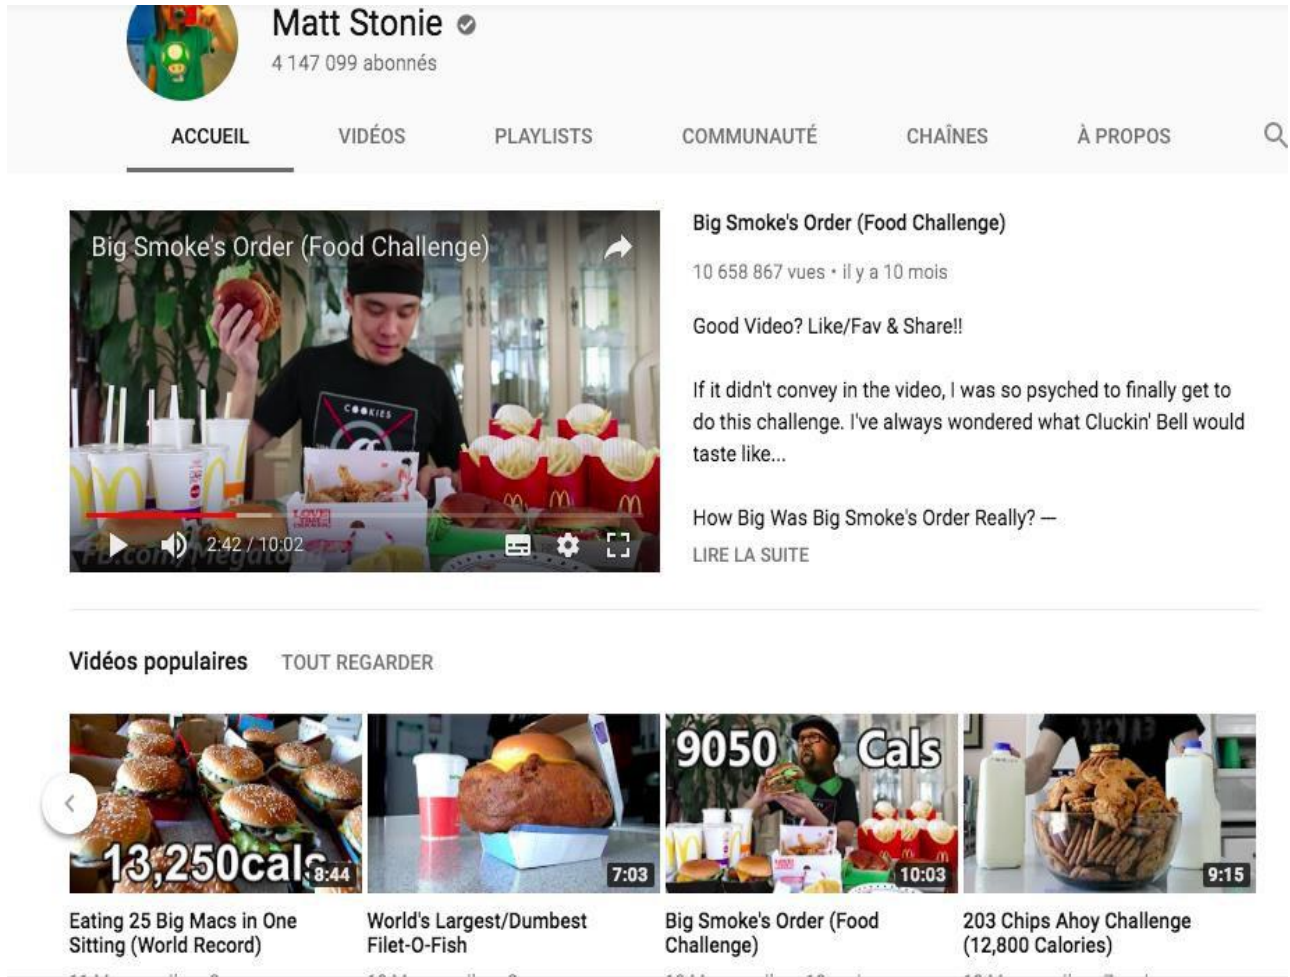 Matt Stonie
4 147 099 abonnés
ACCUEIL VIDÉOS PLAYLISTS COMMUNAUTÉ CHAÎNES À PROPOS
Big Smoke's Order (Food Challenge)
COOKIES
2:42 / 10:02
Big Smoke's Order (Food Challenge)
10 658 867 vues • il y a 10 mois
Good Video? Like/Fav & Share!!
If it didn't convey in the video, I was so psyched to finally get to
do this challenge. I've always wondered what Cluckin' Bell would
taste like...
How Big Was Big Smoke's Order Really? —
LIRE LA SUITE
Vidéos populaires TOUT REGARDER
13,250cals
8:44
7:03
9050 Cals
10:03
9:15
Eating 25 Big Macs in One
Sitting (World Record)
World's Largest/Dumbest
Filet-O-Fish
Big Smoke's Order (Food
Challenge)
203 Chips Ahoy Challenge
(12,800 Calories)